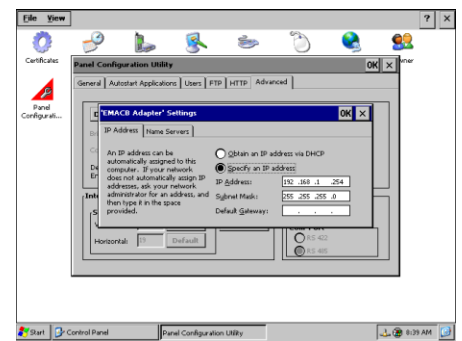 File View
? ×
Certificates
Panel
Configurati...
Panel Configuration Utility
OK ×
General Autostart Applications Users FTP HTTP Advanced
'EMACB Adapter' Settings
OK ×
IP Address Name Servers
An IP address can be
automatically assigned to this
computer. If your network
does not automatically assign IP
addresses, ask your network
administrator for an address, and
then type it in the space
provided.
Obtain an IP address via DHCP
Specify an IP address
IP Address: 192 .168 .1 .254
Subnet Mask: 255 .255 .255 .0
Default Gateway: . . .
Horizontal: 15 Default
RS 422
RS 485
Start Control Panel Panel Configuration Utility 8:39 AM